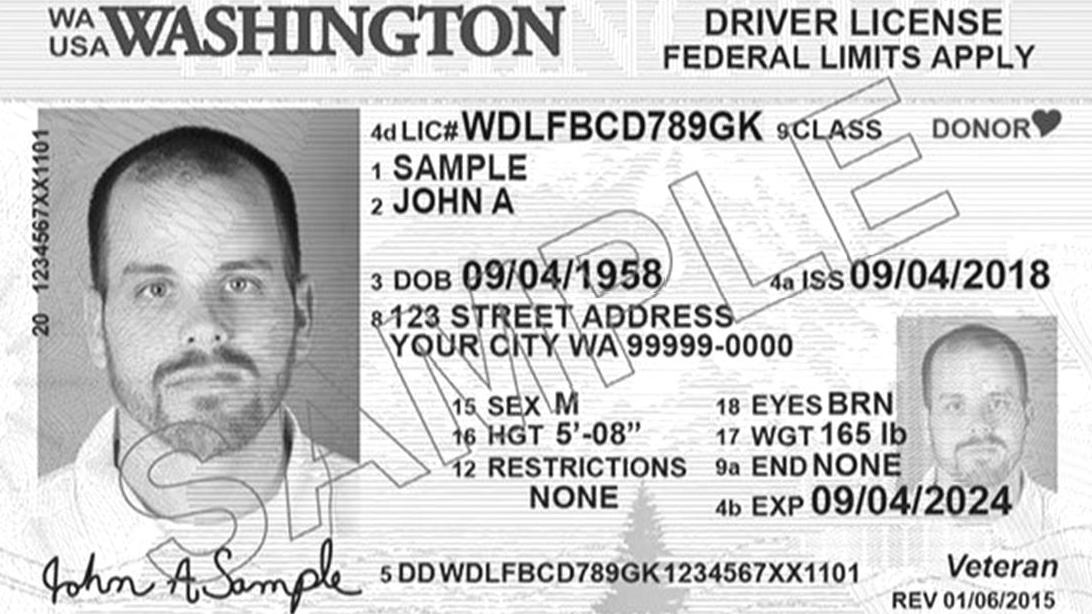 WA
USA WASHINGTON
DRIVER LICENSE
FEDERAL LIMITS APPLY
20 1234567XX1101
4d LIC# WDLFBCD789GK 9 CLASS DONOR
1 SAMPLE
2 JOHN A
3 DOB 09/04/1958 4a ISS 09/04/2018
8 123 STREET ADDRESS
YOUR CITY WA 99999-0000
15 SEX M 18 EYES BRN
16 HGT 5'-08" 17 WGT 165 lb
12 RESTRICTIONS 9a END NONE
NONE 4b EXP 09/04/2024
SAMPLE
John A Sample
5 DD WDLFBCD789GK1234567XX1101
Veteran
REV 01/06/2015